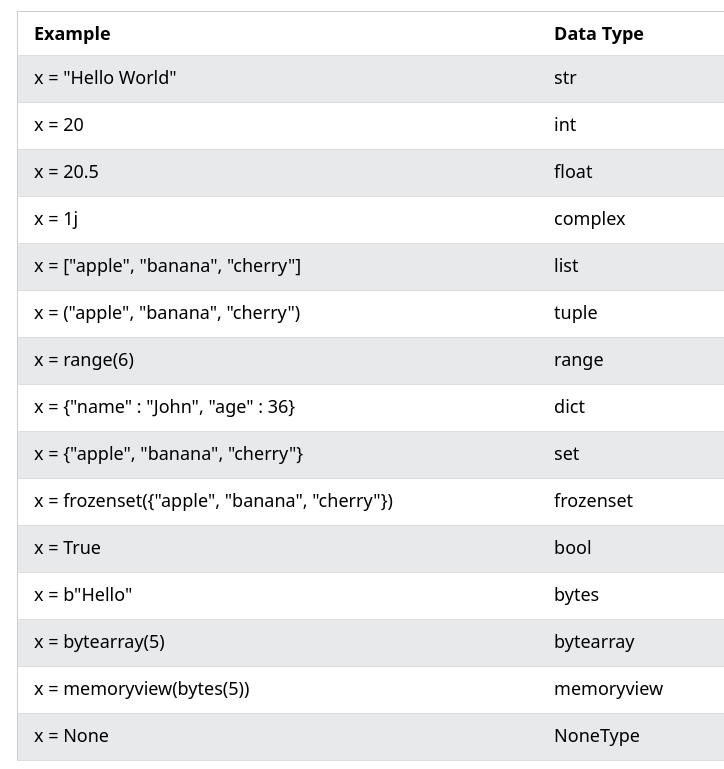 Example Data Type
x = "Hello World" str
x = 20 int
x = 20.5 float
x = 1j complex
x = ["apple", "banana", "cherry"] list
x = ("apple", "banana", "cherry") tuple
x = range(6) range
x = {"name" : "John", "age" : 36} dict
x = {"apple", "banana", "cherry"} set
x = frozenset({"apple", "banana", "cherry"}) frozenset
x = True bool
x = b"Hello" bytes
x = bytearray(5) bytearray
x = memoryview(bytes(5)) memoryview
x = None NoneType